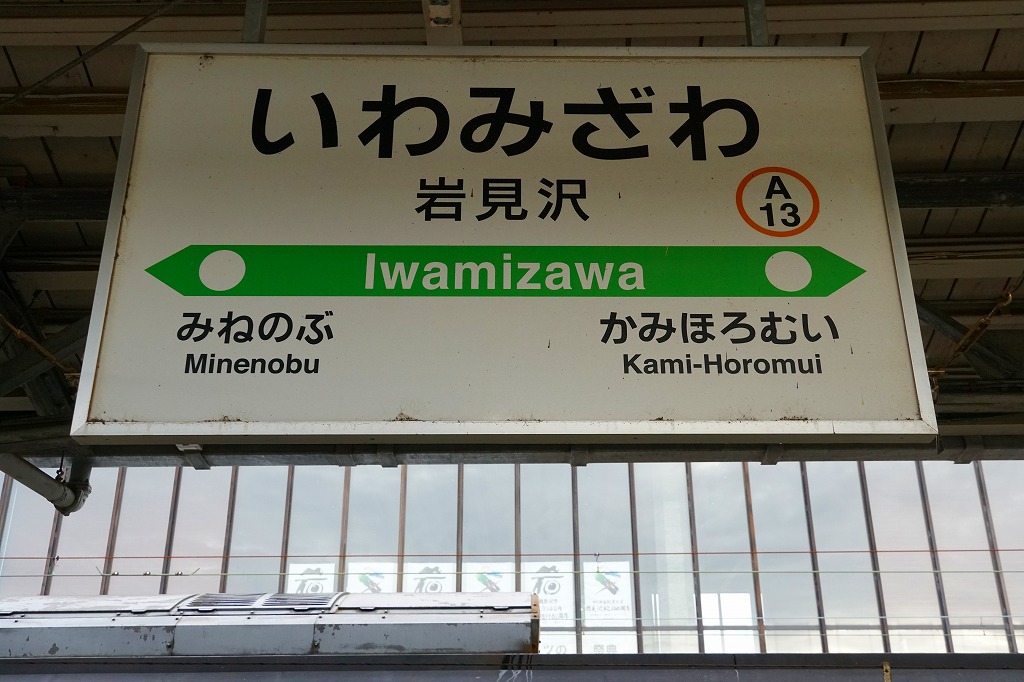 いわみざわ
岩見沢
A
13
Iwamizawa
みねのぶ かみほろむい
Minenobu Kami-Horomui